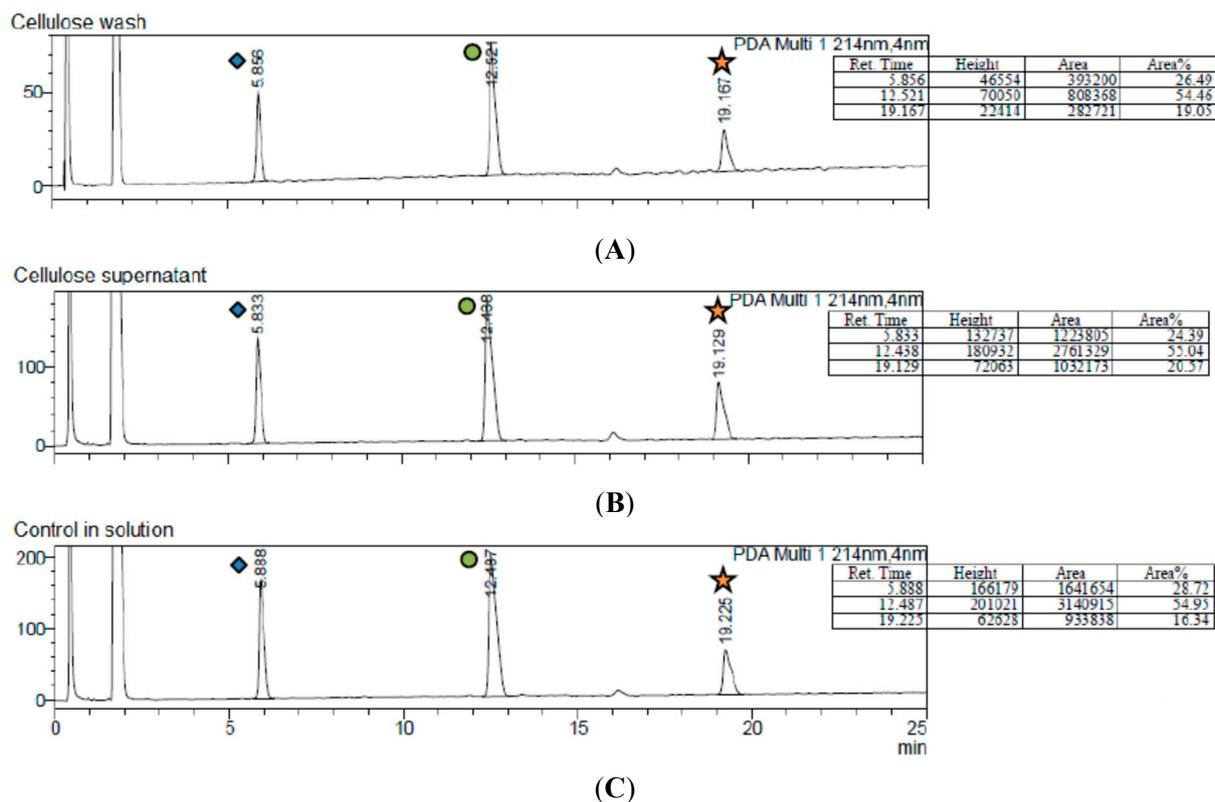 Cellulose wash
PDA Multi 1 214nm,4nm
50
0
5.856
12.521
19.167
Ret. Time Height Area Area%
5.856 46554 393200 26.49
12.521 70050 808368 54.46
19.167 22414 282721 19.05
(A)
Cellulose supernatant
PDA Multi 1 214nm,4nm
100
0
5.833
12.438
19.129
Ret. Time Height Area Area%
5.833 132737 1223805 24.39
12.438 180932 2761329 55.04
19.129 72063 1032173 20.57
(B)
Control in solution
PDA Multi 1 214nm,4nm
200
100
0
5.888
12.487
19.225
Ret. Time Height Area Area%
5.888 166179 1641654 28.72
12.487 201021 3140915 54.95
19.225 62628 933838 16.34
0 5 10 15 20 25
min
(C)